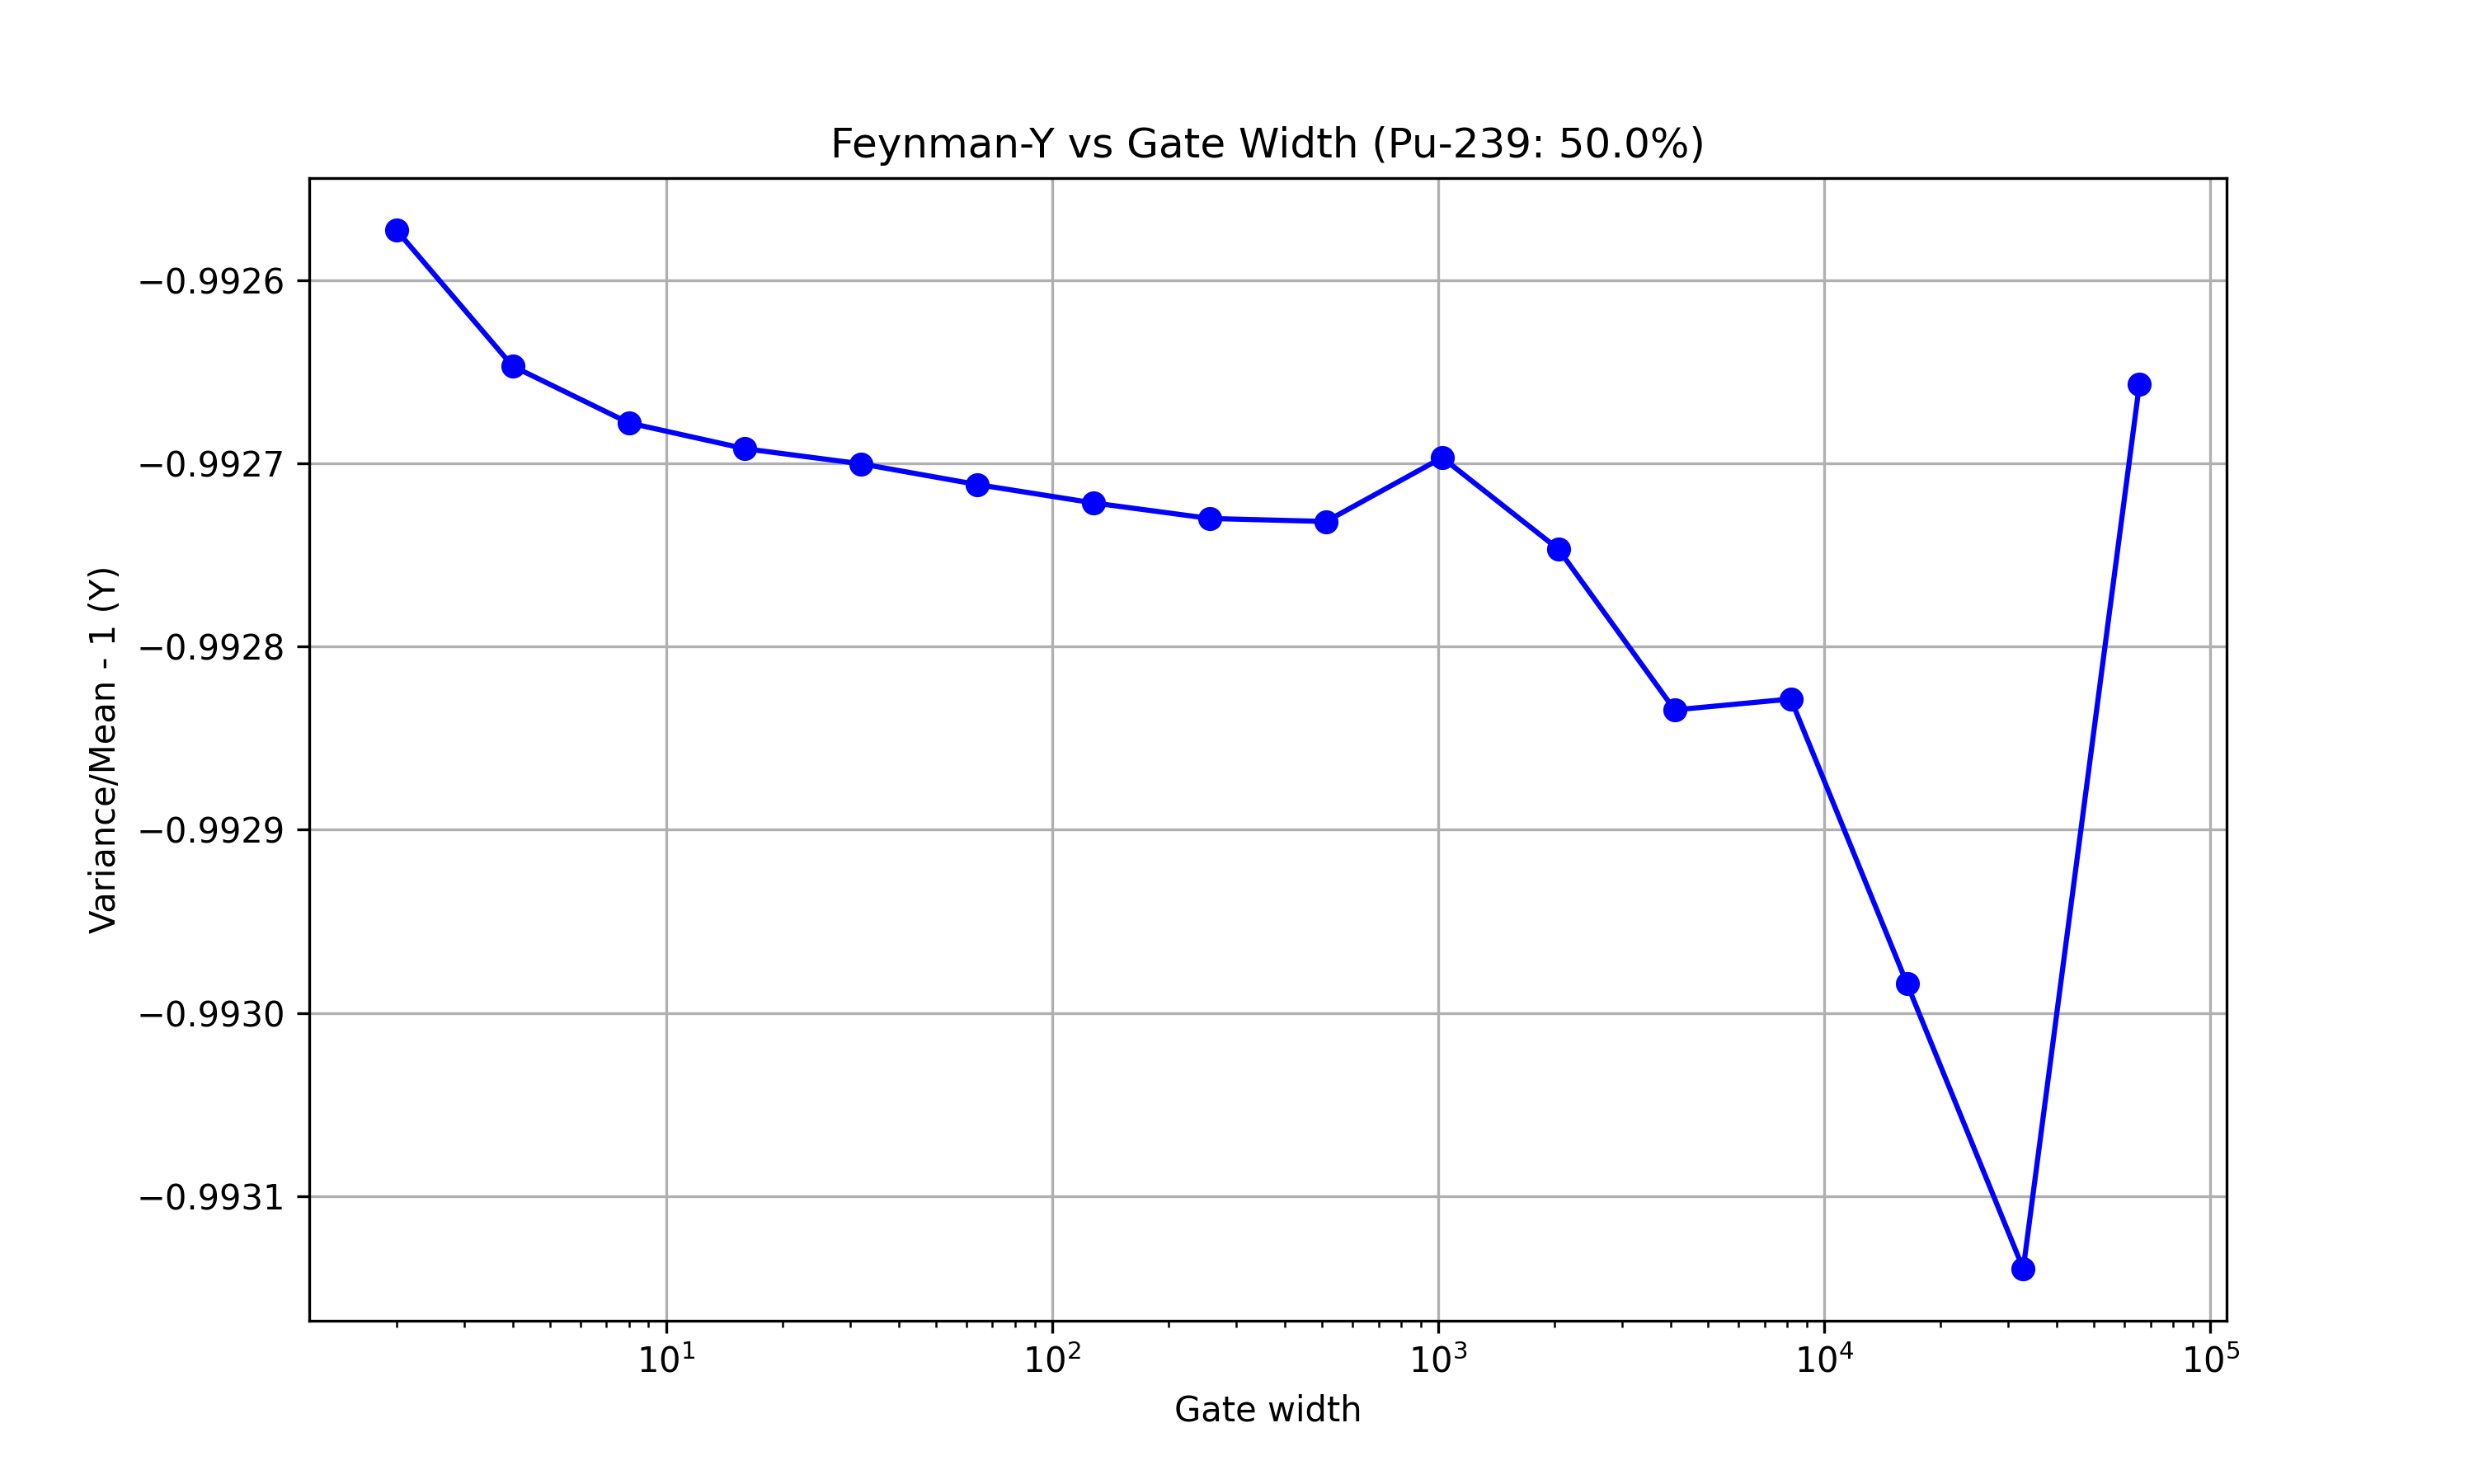 Feynman-Y vs Gate Width (Pu-239: 50.0%)
Variance/Mean - 1 (Y)
−0.9926
−0.9927
−0.9928
−0.9929
−0.9930
−0.9931
10¹ 10² 10³ 10⁴ 10⁵
Gate width